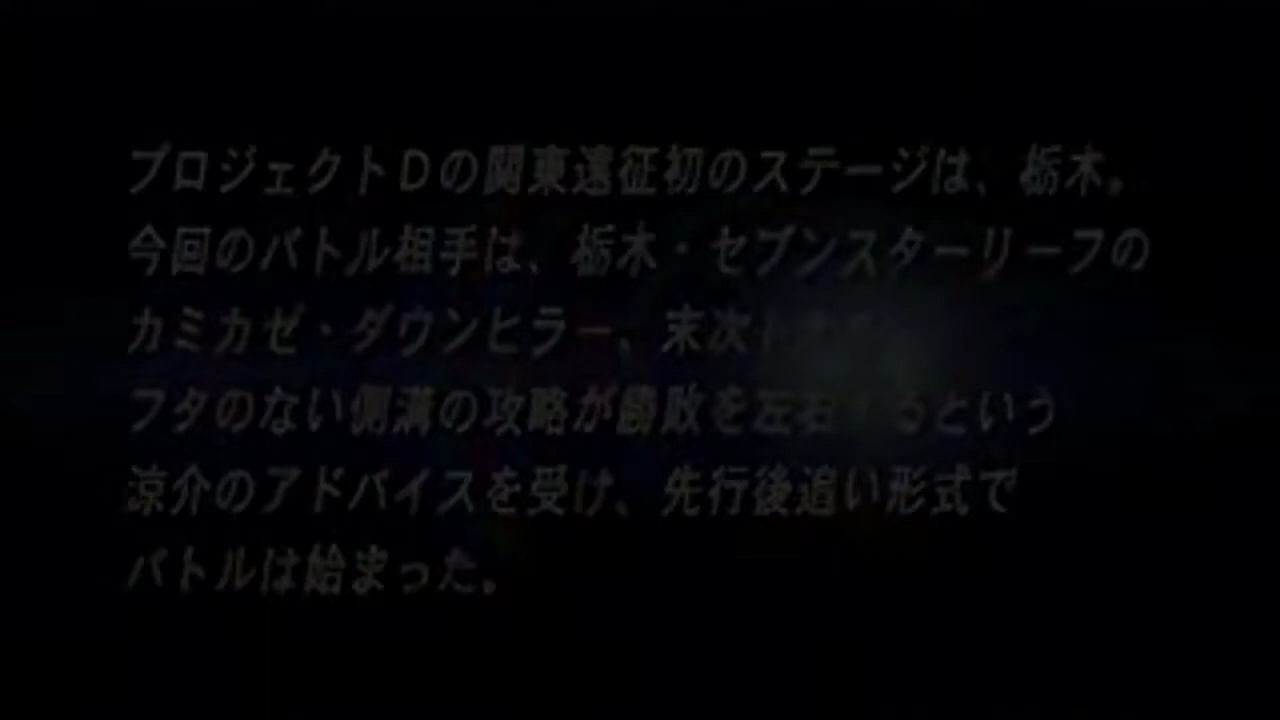 プロジェクトＤの関東遠征初のステージは、栃木。
今回のバトル相手は、栃木・セブンスターリーフの
カミカゼ・ダウンヒラー、末次トオル
フタのない側溝の攻略が勝敗を左右するという
涼介のアドバイスを受け、先行後追い形式で
バトルは始まった。